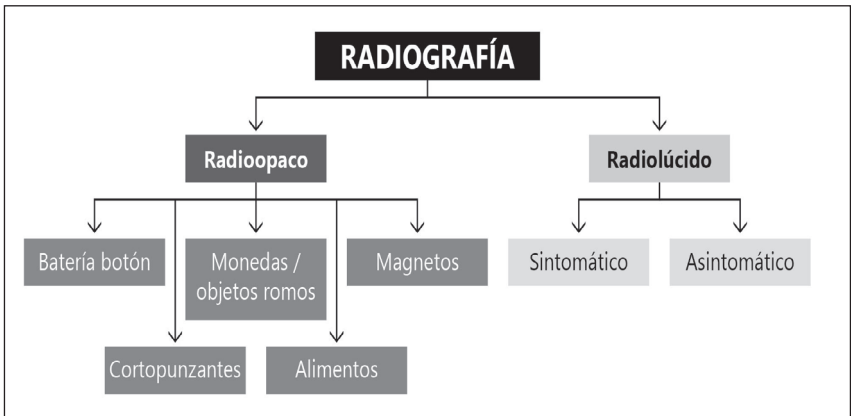 RADIOGRAFÍA
Radioopaco
Radiolúcido
Batería botón
Monedas /
objetos romos
Magnetos
Sintomático
Asintomático
Cortopunzantes
Alimentos